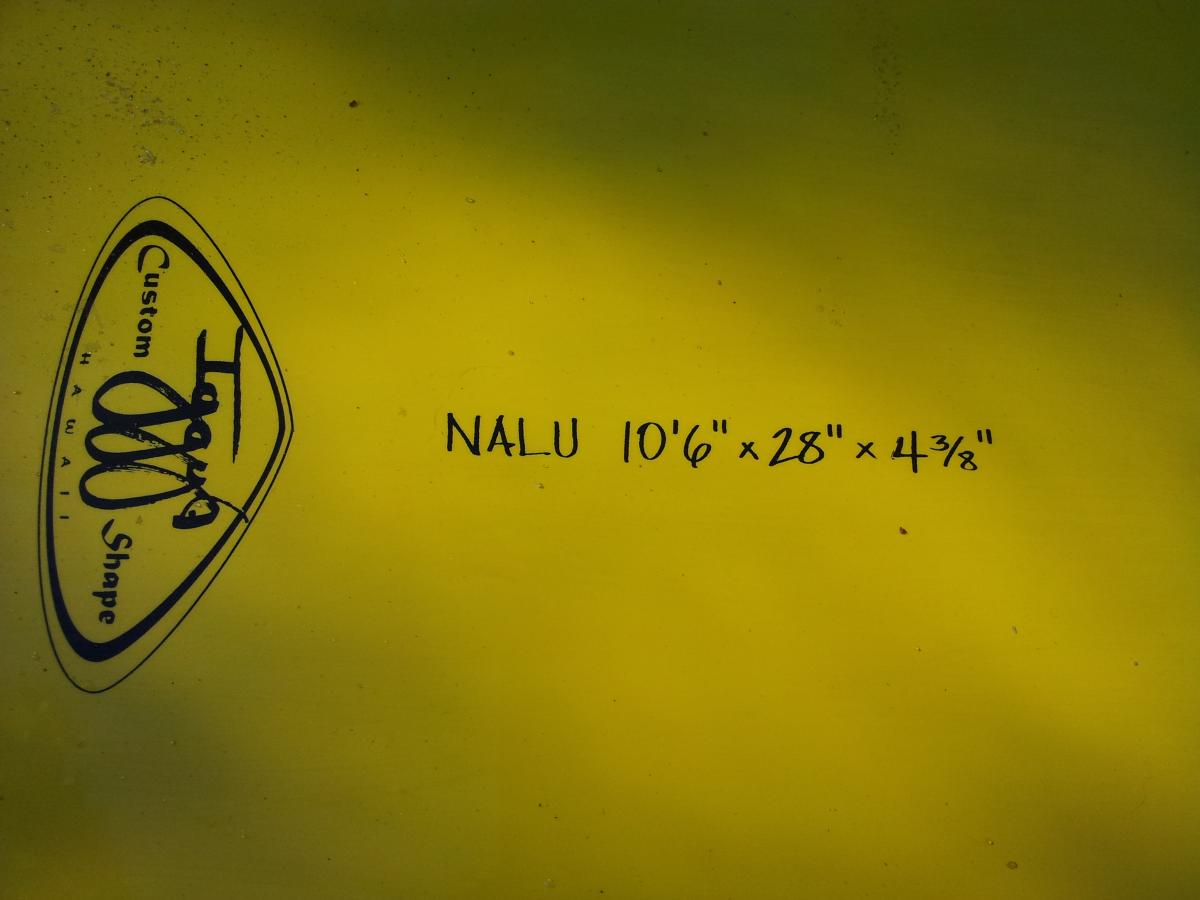 Custom Shape
HAWAII
NALU 10'6" x 28" x 4 3/8"